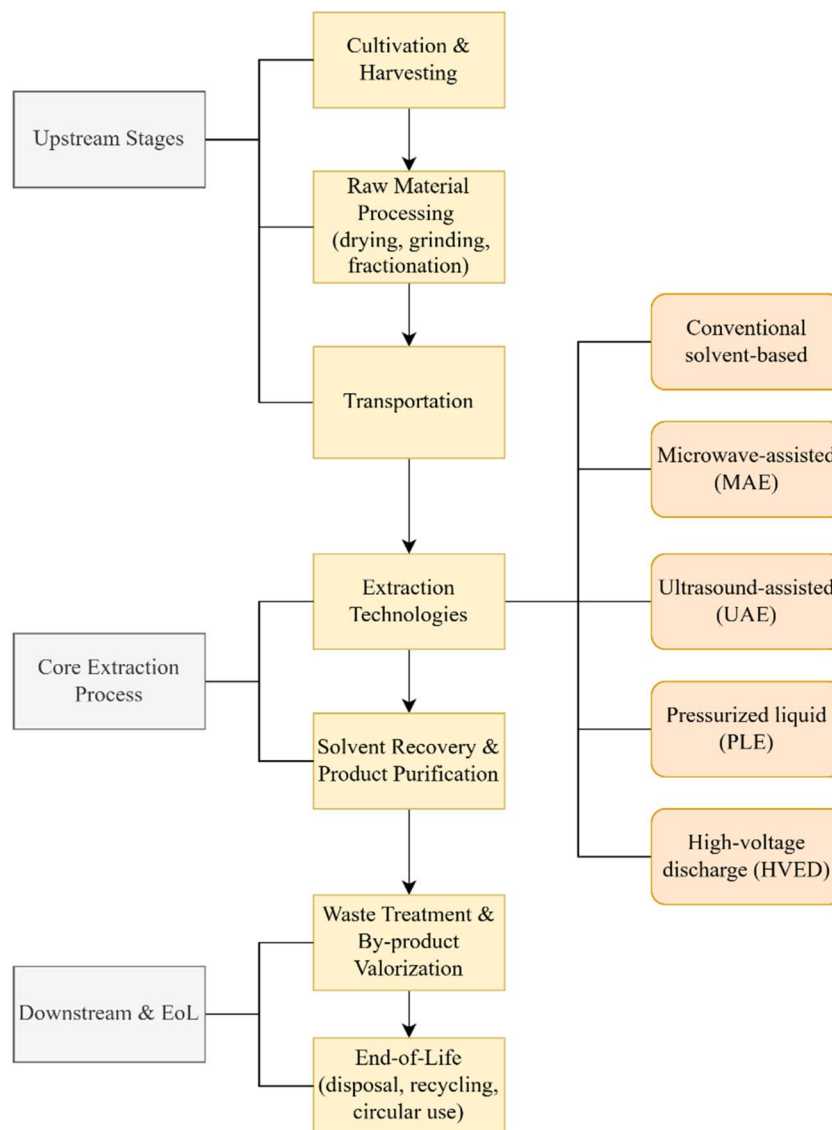 Cultivation &
Harvesting
Upstream Stages
Raw Material
Processing
(drying, grinding,
fractionation)
Transportation
Conventional
solvent-based
Microwave-assisted
(MAE)
Extraction
Technologies
Ultrasound-assisted
(UAE)
Core Extraction
Process
Solvent Recovery &
Product Purification
Pressurized liquid
(PLE)
High-voltage
discharge (HVED)
Waste Treatment &
By-product
Valorization
Downstream & EoL
End-of-Life
(disposal, recycling,
circular use)